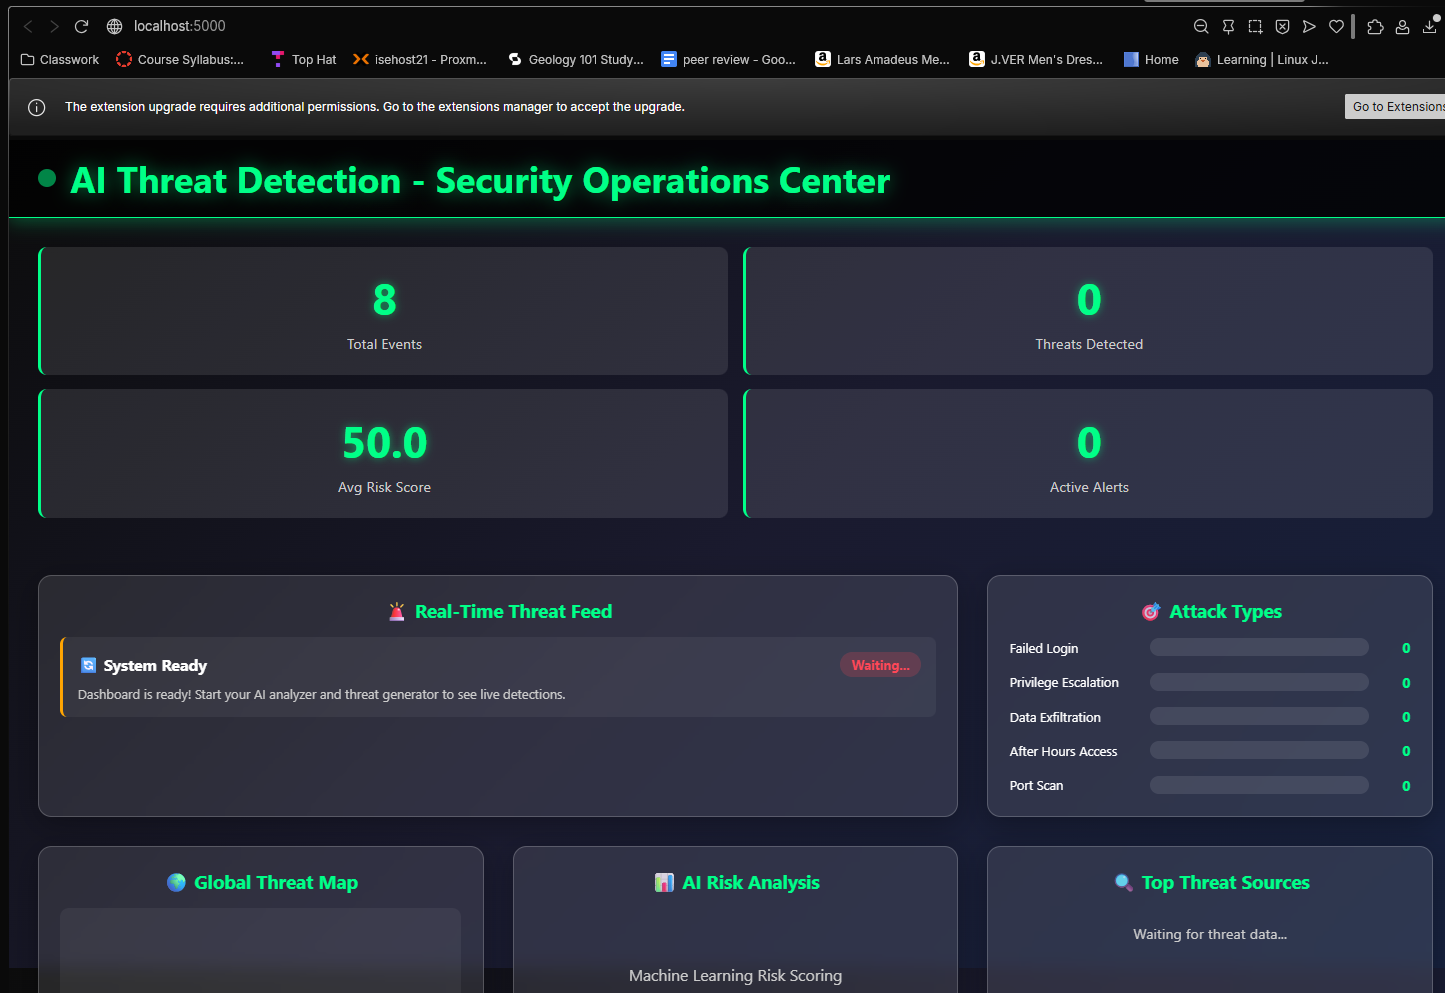 localhost:5000
Classwork
Course Syllabus:...
Top Hat
isehost21 - Proxm...
Geology 101 Study...
peer review - Goo...
Lars Amadeus Me...
J.VER Men's Dres...
Home
Learning | Linux J...
The extension upgrade requires additional permissions. Go to the extensions manager to accept the upgrade.
Go to Extensions
AI Threat Detection - Security Operations Center
8
Total Events
0
Threats Detected
50.0
Avg Risk Score
0
Active Alerts
Real-Time Threat Feed
System Ready
Waiting...
Dashboard is ready! Start your AI analyzer and threat generator to see live detections.
Attack Types
Failed Login 0
Privilege Escalation 0
Data Exfiltration 0
After Hours Access 0
Port Scan 0
Global Threat Map
AI Risk Analysis
Machine Learning Risk Scoring
Top Threat Sources
Waiting for threat data...